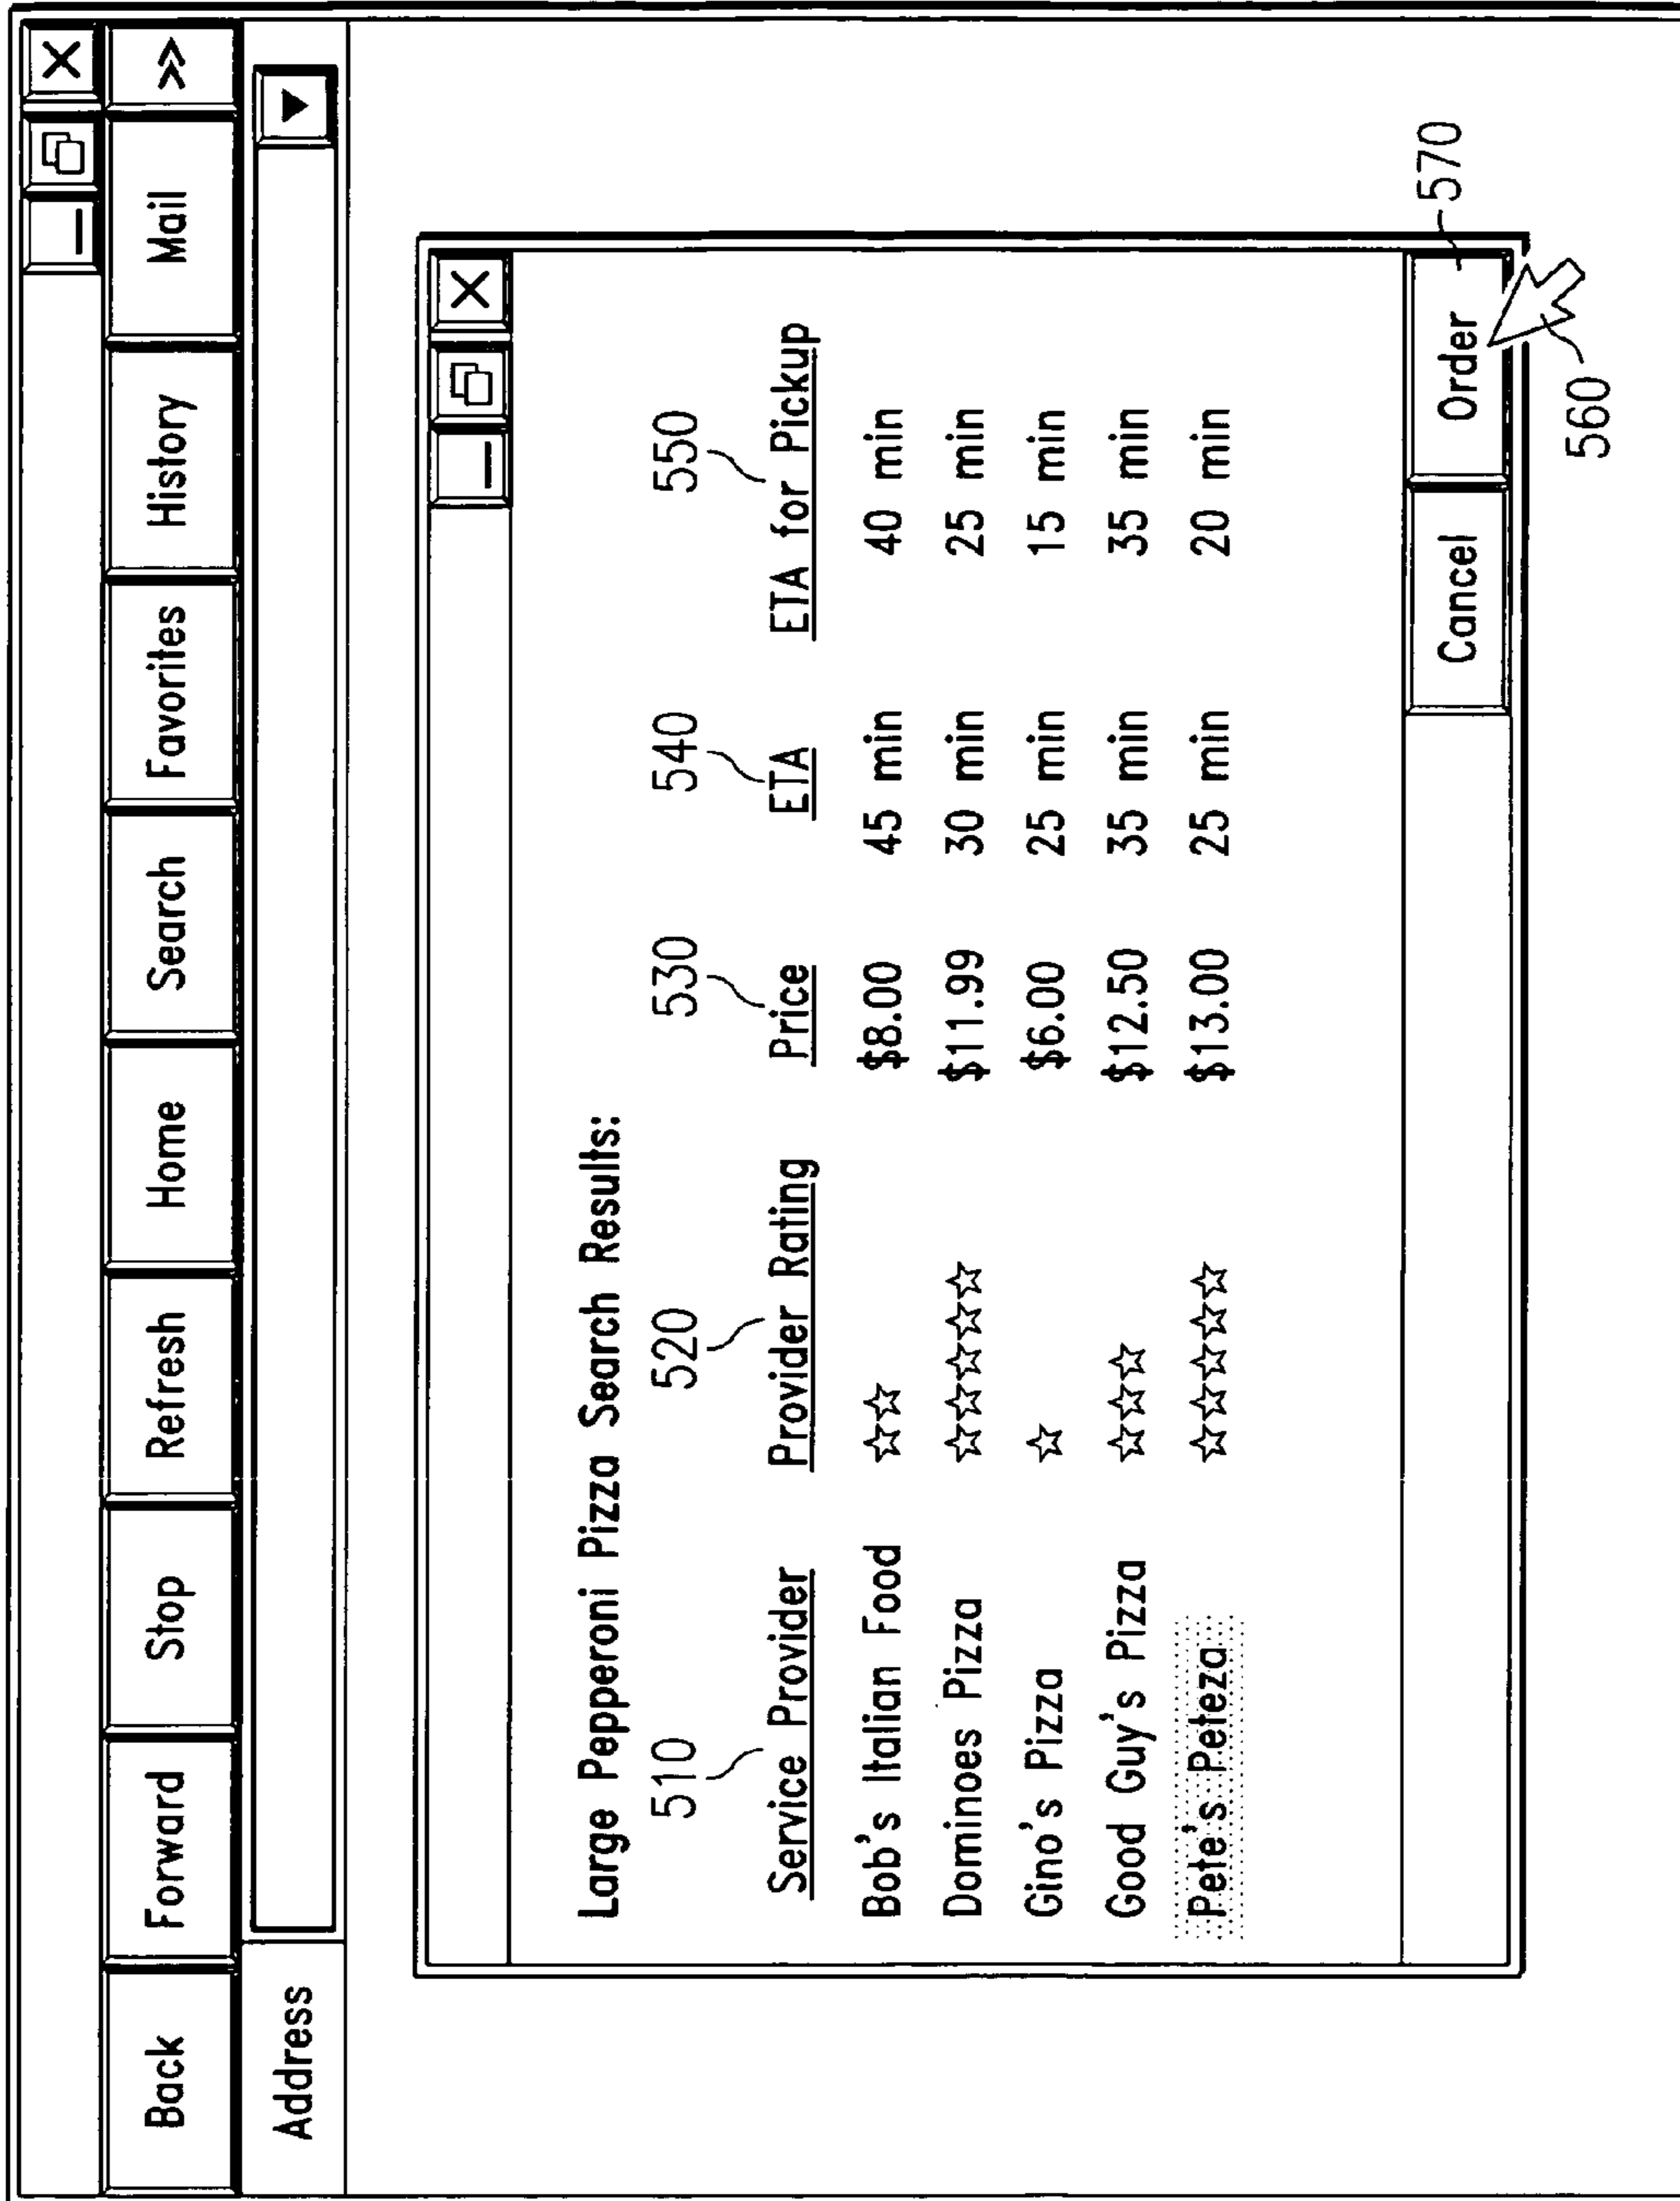 Back Forward Stop Refresh Home Search Favorites History Mail >>
Address
Large Pepperoni Pizza Search Results:
510 520 530 540 550
Service Provider Provider Rating Price ETA ETA for Pickup
Bob's Italian Food ☆☆ $8.00 45 min 40 min
Dominoes Pizza ☆☆☆☆☆ $11.99 30 min 25 min
Gino's Pizza ☆ $6.00 25 min 15 min
Good Guy's Pizza ☆☆☆ $12.50 35 min 35 min
Pete's Peteza ☆☆☆☆☆ $13.00 25 min 20 min
Cancel Order 570
560